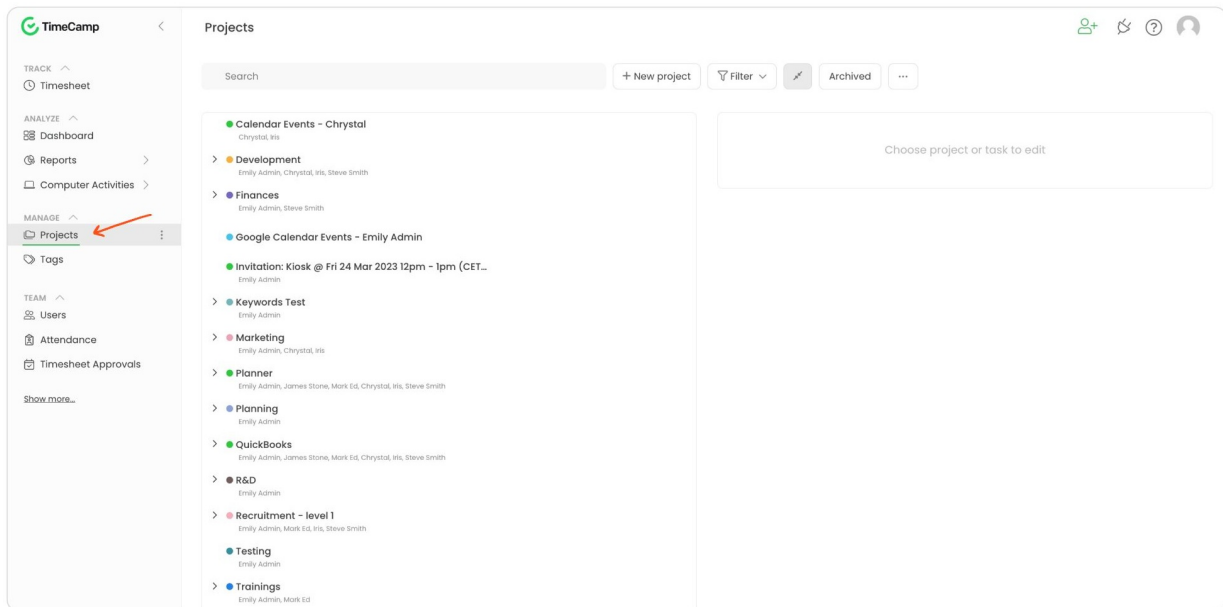 TimeCamp
TRACK
Timesheet
ANALYZE
Dashboard
Reports
Computer Activities
MANAGE
Projects
Tags
TEAM
Users
Attendance
Timesheet Approvals
Show more...
Projects
Search
+ New project
Filter
Archived
...
Calendar Events - Chrystal
Chrystal, Iris
Development
Emily Admin, Chrystal, Iris, Steve Smith
Finances
Emily Admin, Steve Smith
Google Calendar Events - Emily Admin
Invitation: Kiosk @ Fri 24 Mar 2023 12pm - 1pm (CET...
Emily Admin
Keywords Test
Emily Admin
Marketing
Emily Admin, Chrystal, Iris
Planner
Emily Admin, James Stone, Mark Ed, Chrystal, Iris, Steve Smith
Planning
Emily Admin
QuickBooks
Emily Admin, James Stone, Mark Ed, Chrystal, Iris, Steve Smith
R&D
Emily Admin
Recruitment - level 1
Emily Admin, Mark Ed, Iris, Steve Smith
Testing
Emily Admin
Trainings
Emily Admin, Mark Ed
Choose project or task to edit